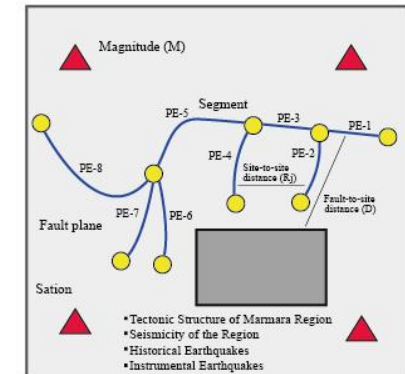 Magnitude (M)
Segment
PE-5
PE-3
PE-1
PE-4
PE-2
Site-to-site
distance (Rj)
PE-8
PE-7
PE-6
Fault-to-site
distance (D)
Fault plane
Sation
▪Tectonic Structure of Marmara Region
▪Seismicity of the Region
▪Historical Earthquakes
▪Instrumental Earthquakes